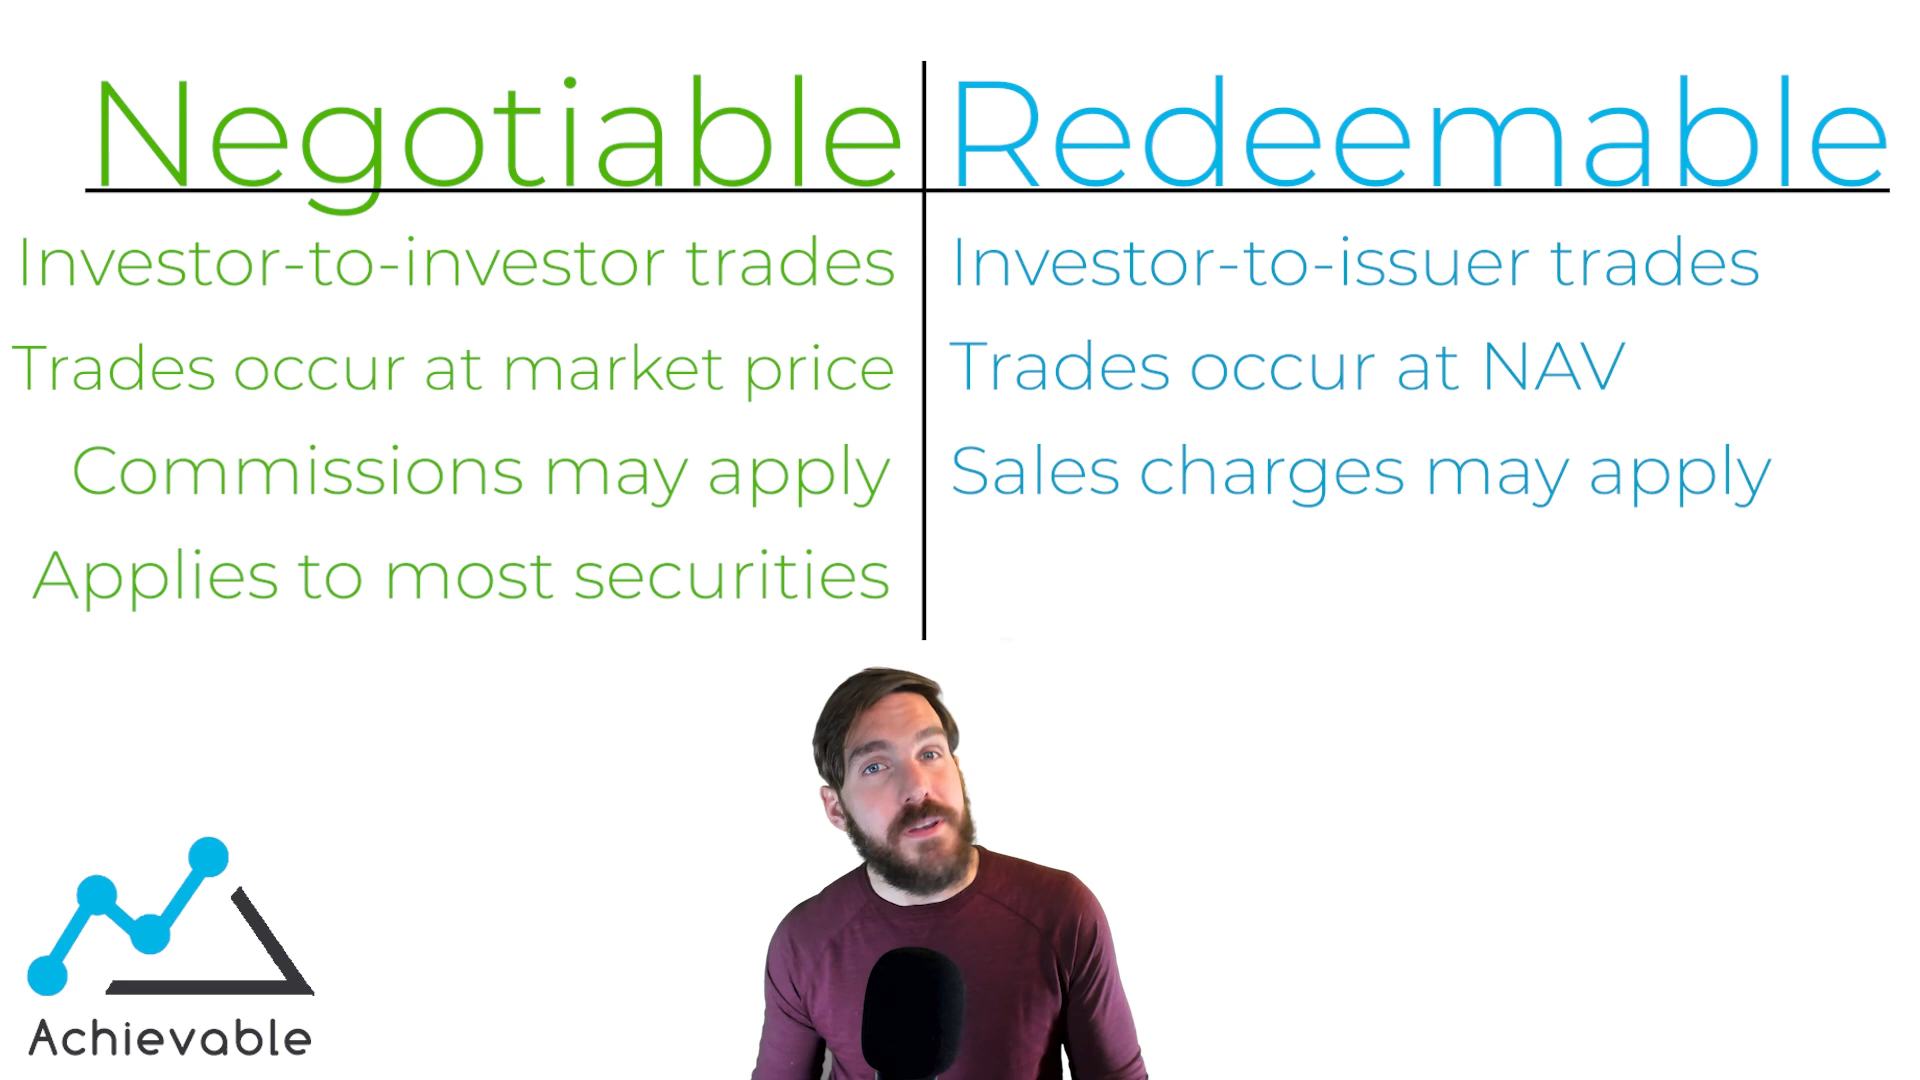 Negotiable
Redeemable
Investor-to-investor trades
Investor-to-issuer trades
Trades occur at market price
Trades occur at NAV
Commissions may apply
Sales charges may apply
Applies to most securities
Achievable